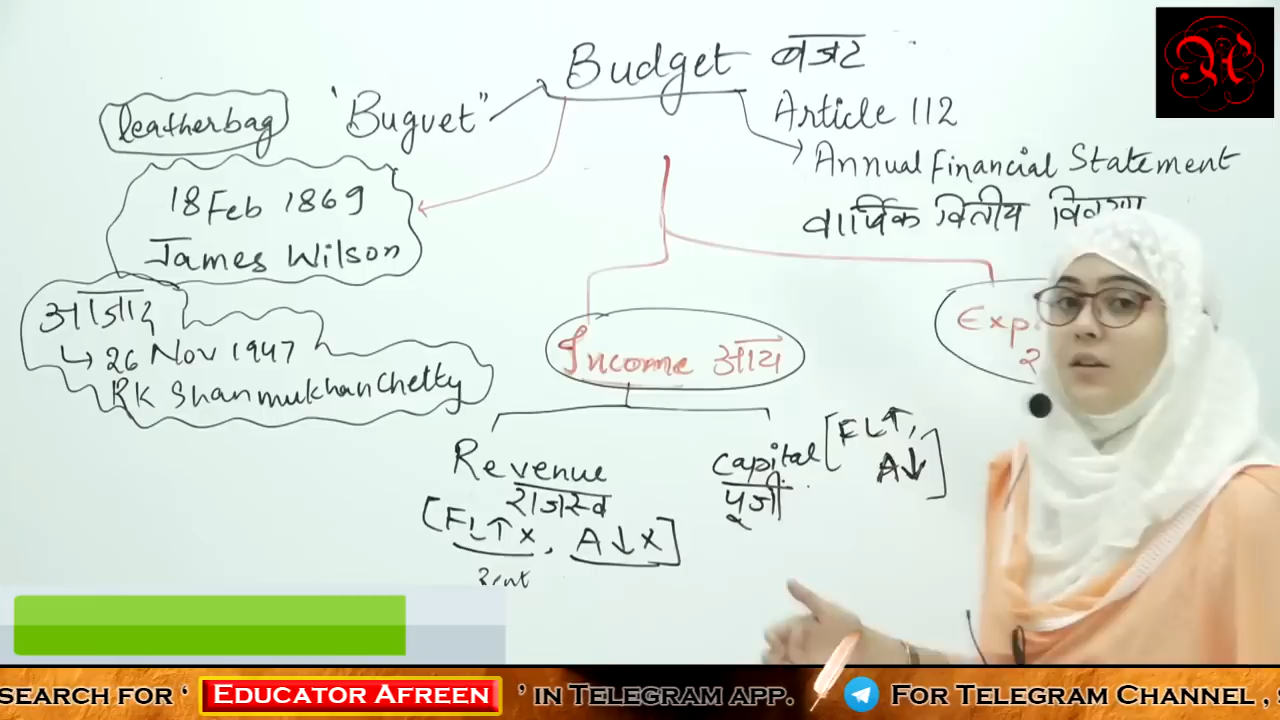 Budget बजट
leatherbag
'Buguet"
Article 112
Annual Financial Statement
वार्षिक वित्तीय विवरण
18 Feb 1869
James Wilson
आजाद
↳ 26 Nov 1947
RK Shanmukhanchetty
Income आय
Exp.
Revenue
राजस्व
[FL↑x, A↓x]
Capital [FL↑,
A↓]
पूंजी
SEARCH FOR ' EDUCATOR AFREEN ' IN TELEGRAM APP. FOR TELEGRAM CHANNEL ,